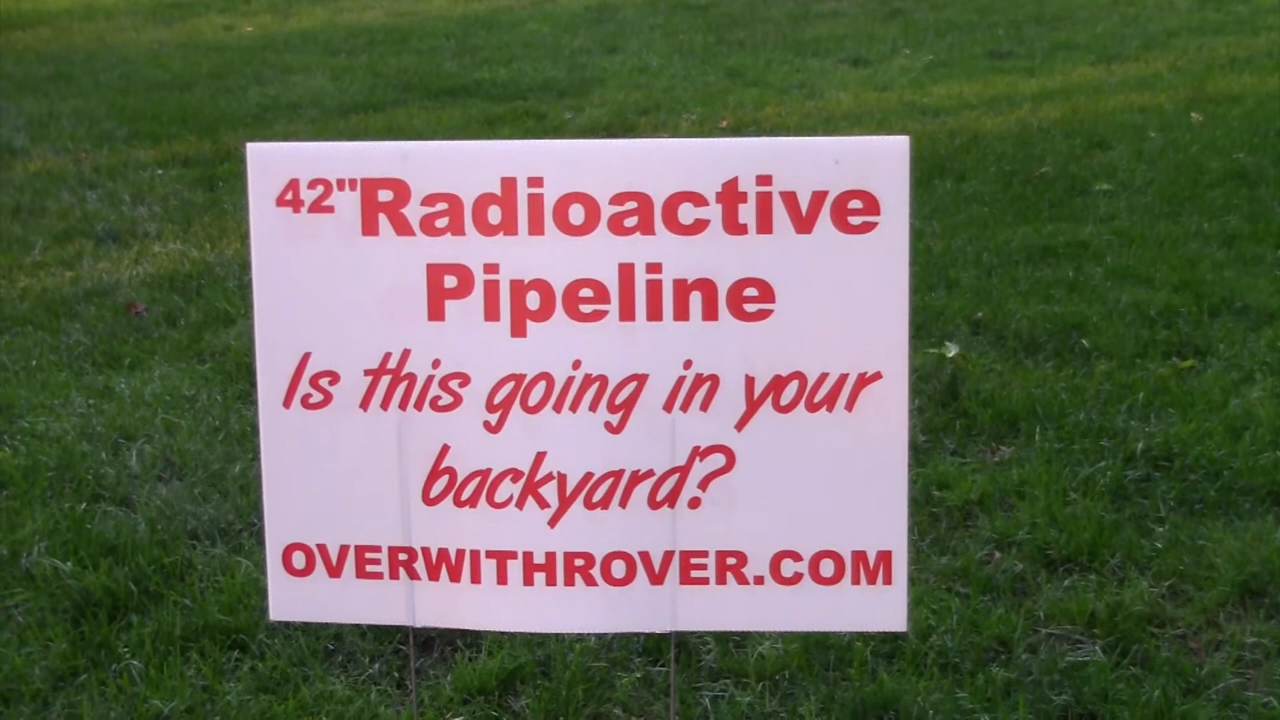 42"Radioactive
Pipeline
Is this going in your
backyard?
OVERWITHROVER.COM